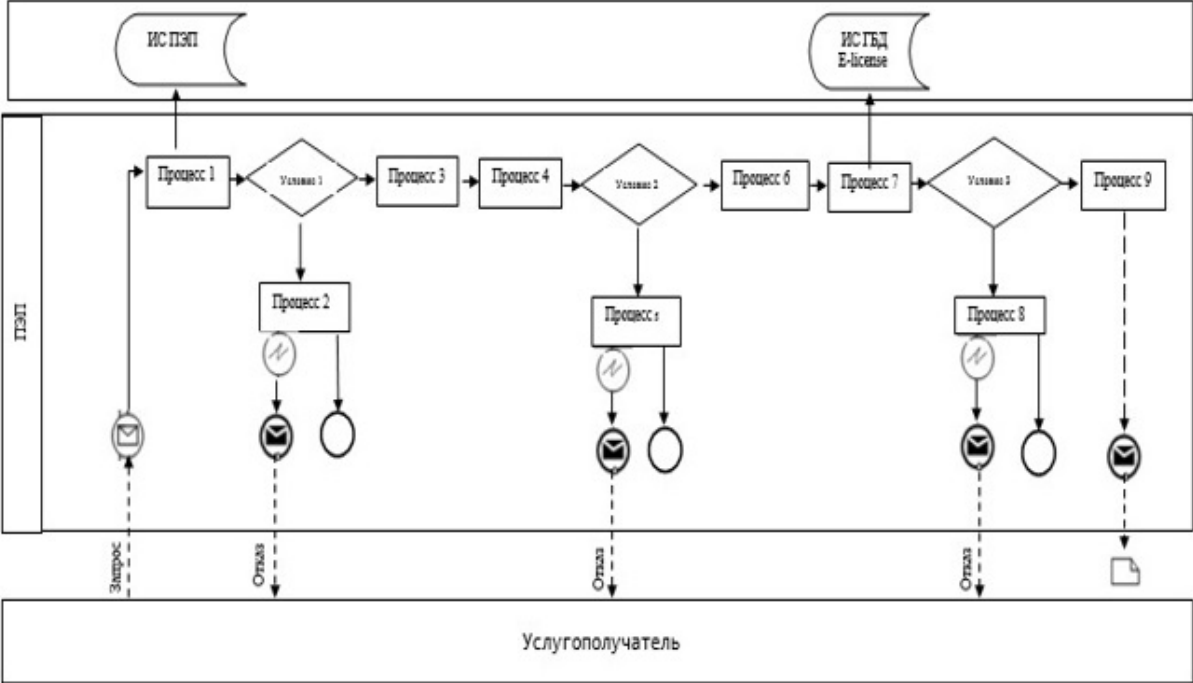 ИС ПЭП
ИС ГБД
E-license
ПЭП
Процесс 1
Условие 1
Процесс 3
Процесс 4
Условие 2
Процесс 6
Процесс 7
Условие 3
Процесс 9
Процесс 2
Процесс 5
Процесс 8
Запрос
Отказ
Отказ
Отказ
Услугополучатель